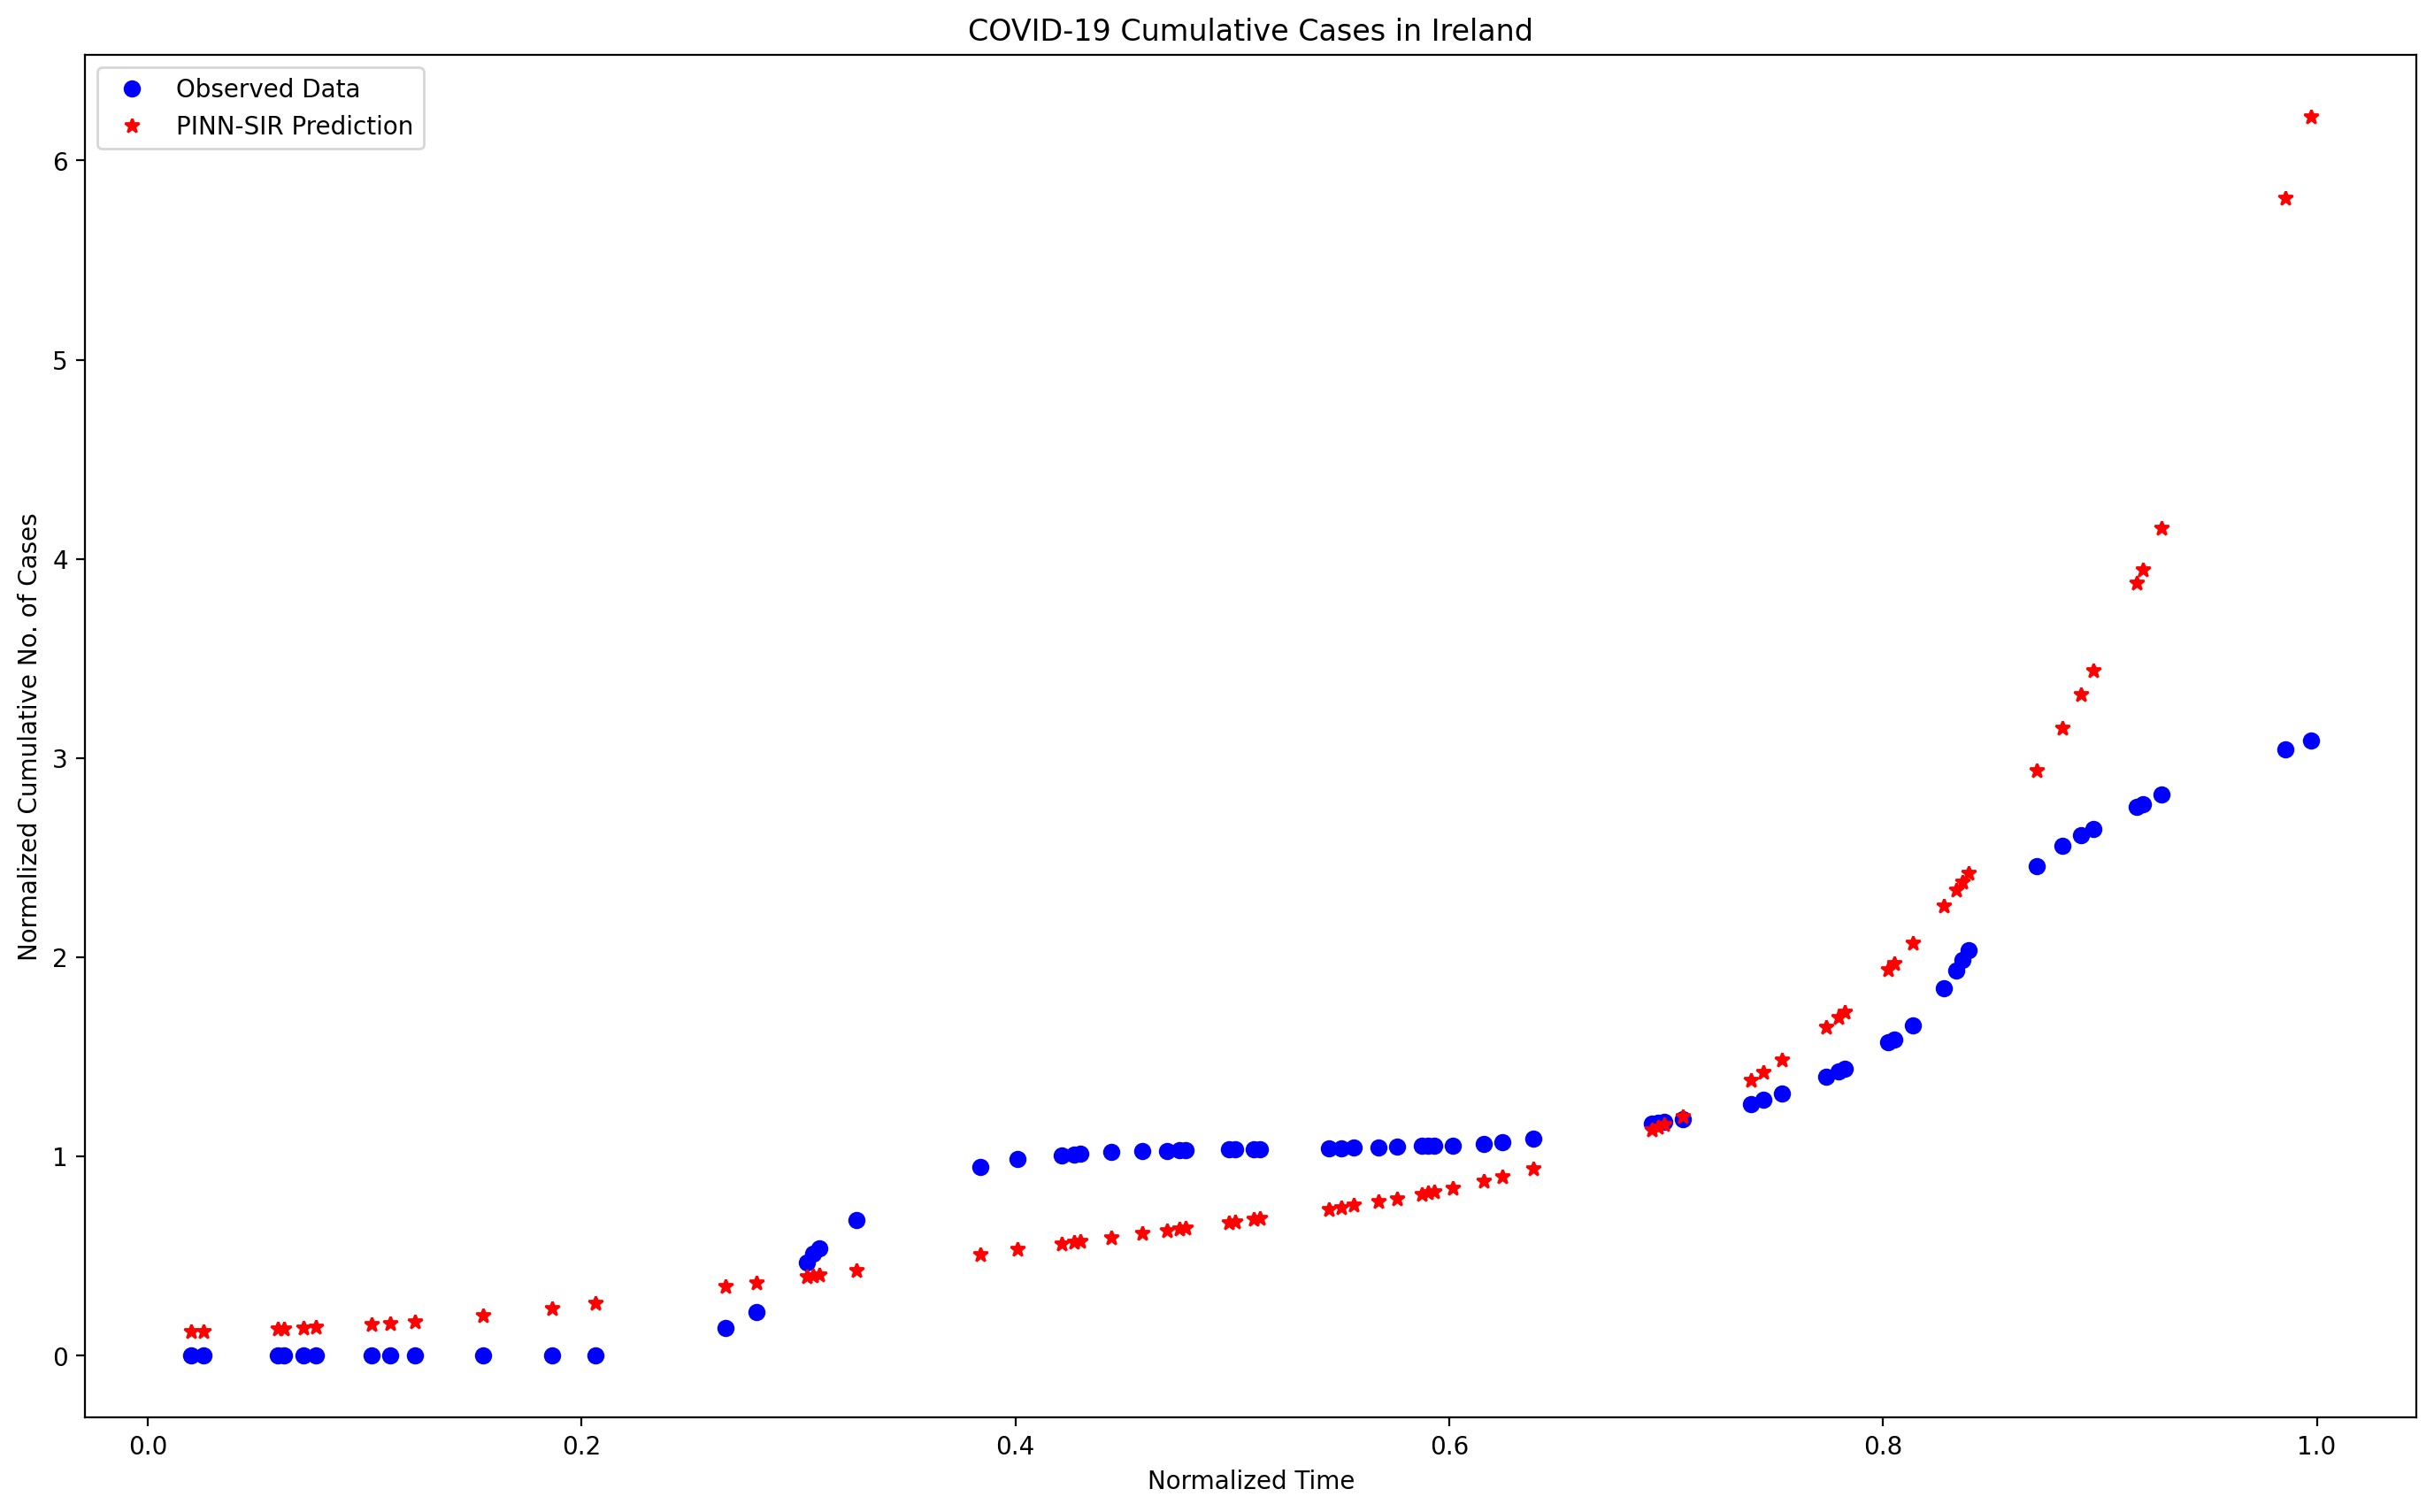 COVID-19 Cumulative Cases in Ireland
Observed Data
PINN-SIR Prediction
Normalized Cumulative No. of Cases
6
5
4
3
2
1
0
0.0 0.2 0.4 0.6 0.8 1.0
Normalized Time